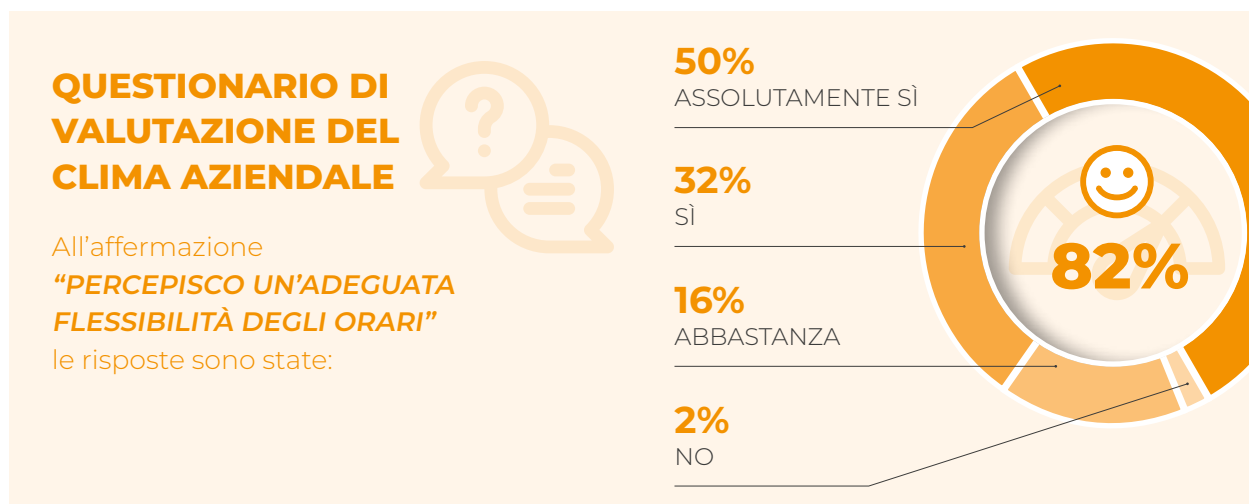 QUESTIONARIO DI
VALUTAZIONE DEL
CLIMA AZIENDALE
All'affermazione
“PERCEPISCO UN'ADEGUATA
FLESSIBILITÀ DEGLI ORARI”
le risposte sono state:
50%
ASSOLUTAMENTE SÌ
32%
SÌ
16%
ABBASTANZA
2%
NO
82%